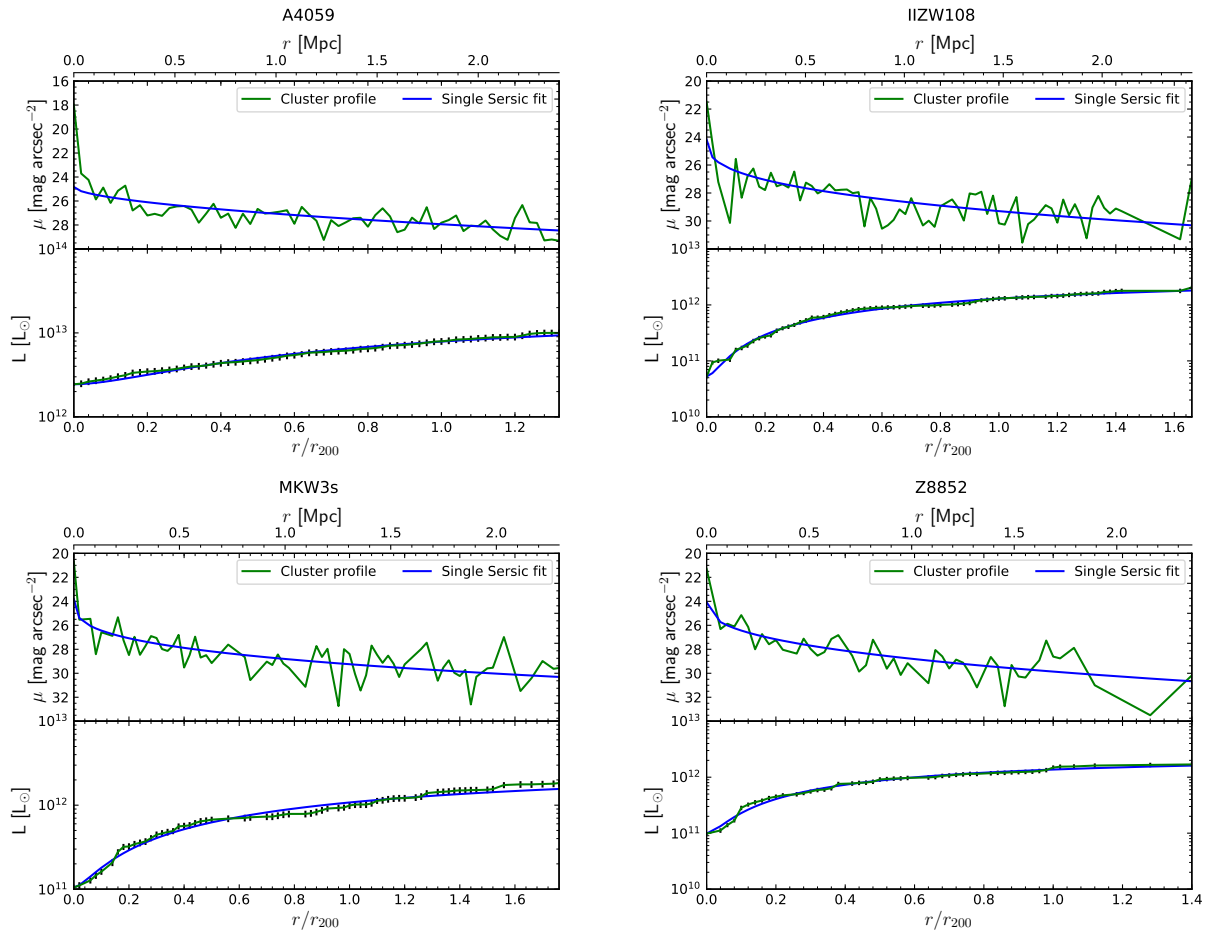 A4059
r [Mpc]
0.0 0.5 1.0 1.5 2.0
16
18
20
22
24
26
28
μ [mag arcsec⁻²]
Cluster profile
Single Sersic fit
10¹⁴
10¹³
10¹²
L [L⊙]
0.0 0.2 0.4 0.6 0.8 1.0 1.2
r/r₂₀₀
IIZW108
r [Mpc]
0.0 0.5 1.0 1.5 2.0
20
22
24
26
28
30
μ [mag arcsec⁻²]
Cluster profile
Single Sersic fit
10¹³
10¹²
10¹¹
10¹⁰
L [L⊙]
0.0 0.2 0.4 0.6 0.8 1.0 1.2 1.4 1.6
r/r₂₀₀
MKW3s
r [Mpc]
0.0 0.5 1.0 1.5 2.0
20
22
24
26
28
30
32
μ [mag arcsec⁻²]
Cluster profile
Single Sersic fit
10¹³
10¹²
10¹¹
L [L⊙]
0.0 0.2 0.4 0.6 0.8 1.0 1.2 1.4 1.6
r/r₂₀₀
Z8852
r [Mpc]
0.0 0.5 1.0 1.5 2.0
20
22
24
26
28
30
32
μ [mag arcsec⁻²]
Cluster profile
Single Sersic fit
10¹³
10¹²
10¹¹
10¹⁰
L [L⊙]
0.0 0.2 0.4 0.6 0.8 1.0 1.2 1.4
r/r₂₀₀